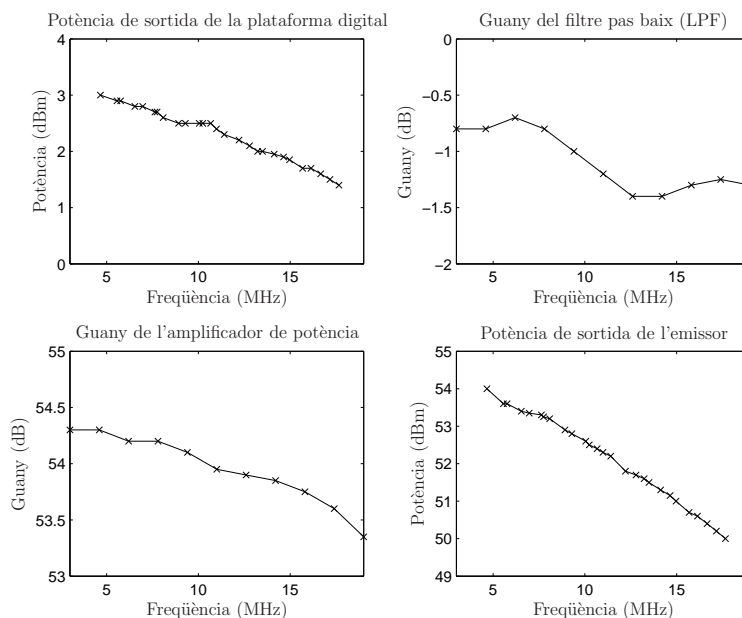 Potència de sortida de la plataforma digital
4
3
2
1
0
Potència (dBm)
5
10
15
Freqüència (MHz)
Guany del filtre pas baix (LPF)
0
−0.5
−1
−1.5
−2
Guany (dB)
5
10
15
Freqüència (MHz)
Guany de l'amplificador de potència
55
54.5
54
53.5
53
Guany (dB)
5
10
15
Freqüència (MHz)
Potència de sortida de l'emissor
55
54
53
52
51
50
49
Potència (dBm)
5
10
15
Freqüència (MHz)